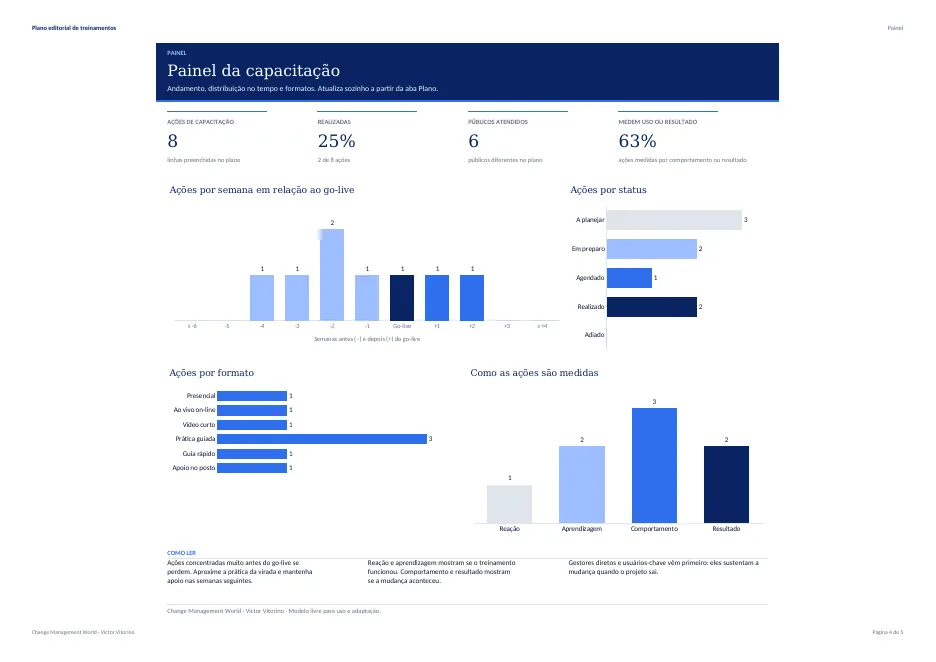 Plano editorial de treinamentos
Painel
PAINEL
Painel da capacitação
Andamento, distribuição no tempo e formatos. Atualiza sozinho a partir da aba Plano.
AÇÕES DE CAPACITAÇÃO
8
linhas preenchidas no plano
REALIZADAS
25%
2 de 8 ações
PÚBLICOS ATENDIDOS
6
públicos diferentes no plano
MEDEM USO OU RESULTADO
63%
ações medidas por comportamento ou resultado
Ações por semana em relação ao go-live
2
1 1 1 1 1 1
≤ -6 -5 -4 -3 -2 -1 Go-live +1 +2 +3 ≥ +4
Semanas antes (−) e depois (+) do go-live
Ações por status
A planejar 3
Em preparo 2
Agendado 1
Realizado 2
Adiado
Ações por formato
Presencial 1
Ao vivo on-line 1
Vídeo curto 1
Prática guiada 3
Guia rápido 1
Apoio no posto 1
Como as ações são medidas
1 2 3 2
Reação Aprendizagem Comportamento Resultado
COMO LER
Ações concentradas muito antes do go-live se
perdem. Aproxime a prática da virada e mantenha
apoio nas semanas seguintes.
Reação e aprendizagem mostram se o treinamento
funcionou. Comportamento e resultado mostram
se a mudança aconteceu.
Gestores diretos e usuários-chave vêm primeiro: eles sustentam a
mudança quando o projeto sai.
Change Management World · Victor Vitorino · Modelo livre para uso e adaptação.
Change Management World · Victor Vitorino
Página 4 de 5